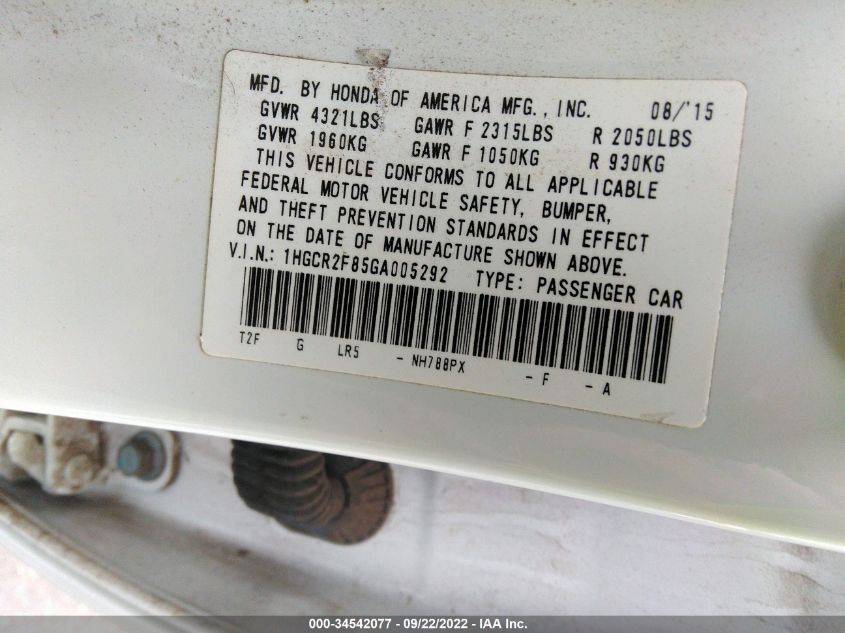 MFD. BY HONDA OF AMERICA MFG., INC. 08/'15
GVWR 4321LBS GAWR F 2315LBS R 2050LBS
GVWR 1960KG GAWR F 1050KG R 930KG
THIS VEHICLE CONFORMS TO ALL APPLICABLE
FEDERAL MOTOR VEHICLE SAFETY, BUMPER,
AND THEFT PREVENTION STANDARDS IN EFFECT
ON THE DATE OF MANUFACTURE SHOWN ABOVE.
V.I.N.: 1HGCR2F85GA005292 TYPE: PASSENGER CAR
T2F G LR5 - NH788PX - F - A
000-34542077 - 09/22/2022 - IAA Inc.